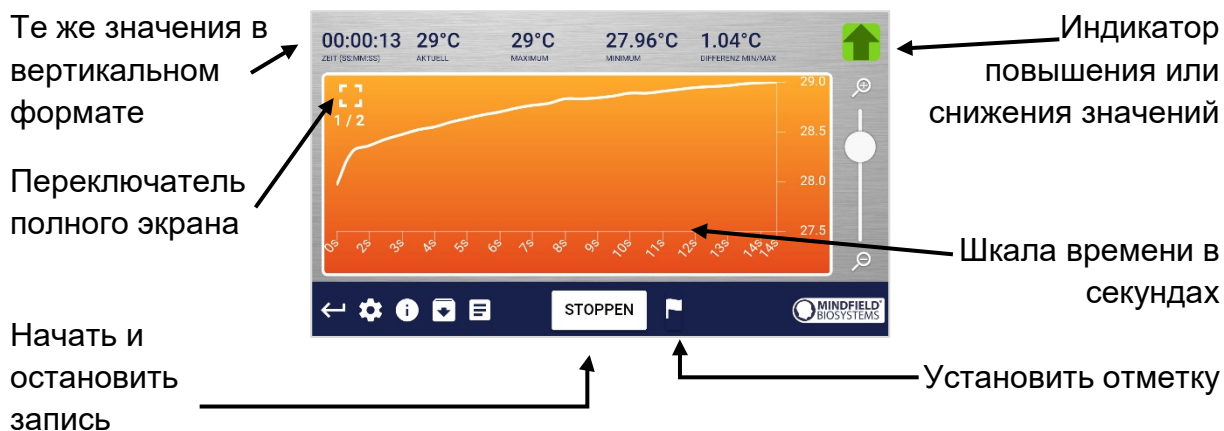 Те же значения в
вертикальном
формате
Переключатель
полного экрана
Начать и
остановить
запись
00:00:13 29°C 29°C 27.96°C 1.04°C
ZEIT (SS:MM:SS) AKTUELL MAXIMUM MINIMUM DIFFERENZ MIN/MAX
1 / 2
29.0
28.5
28.0
27.5
0s 2s 3s 4s 5s 6s 7s 8s 9s 10s 11s 12s 13s 14s 14s
STOPPEN
MINDFIELD®
BIOSYSTEMS
Индикатор
повышения или
снижения значений
Шкала времени в
секундах
Установить отметку